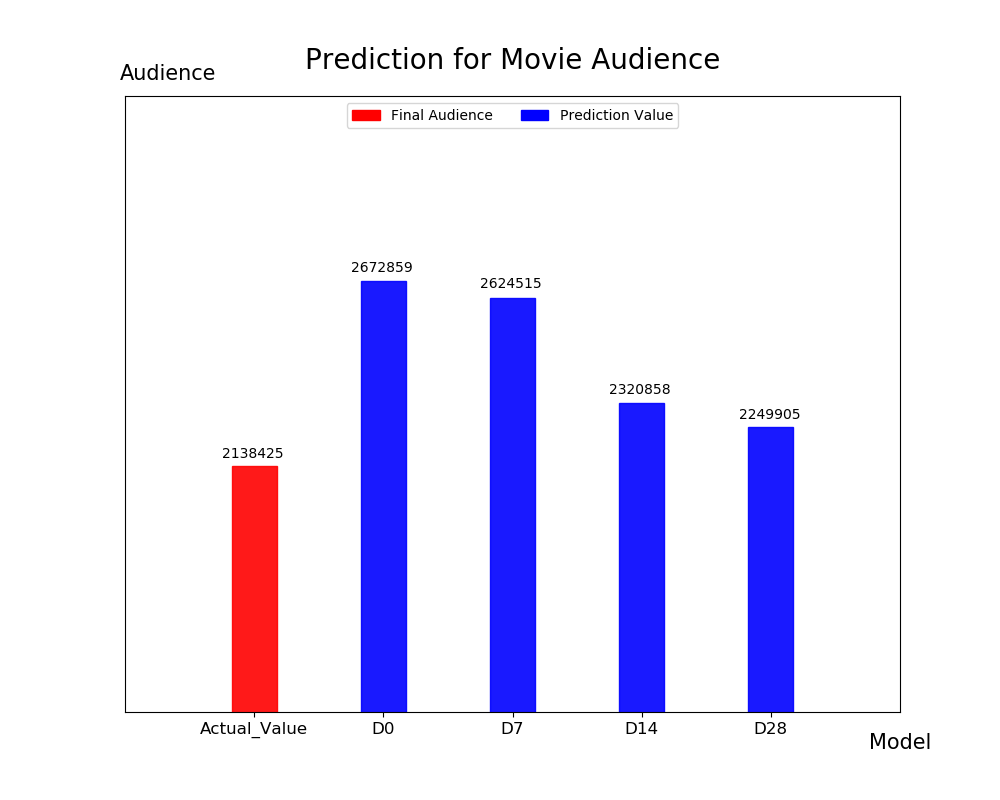 Prediction for Movie Audience
Audience
Final Audience
Prediction Value
2672859
2624515
2320858
2249905
2138425
Actual_Value
D0
D7
D14
D28
Model